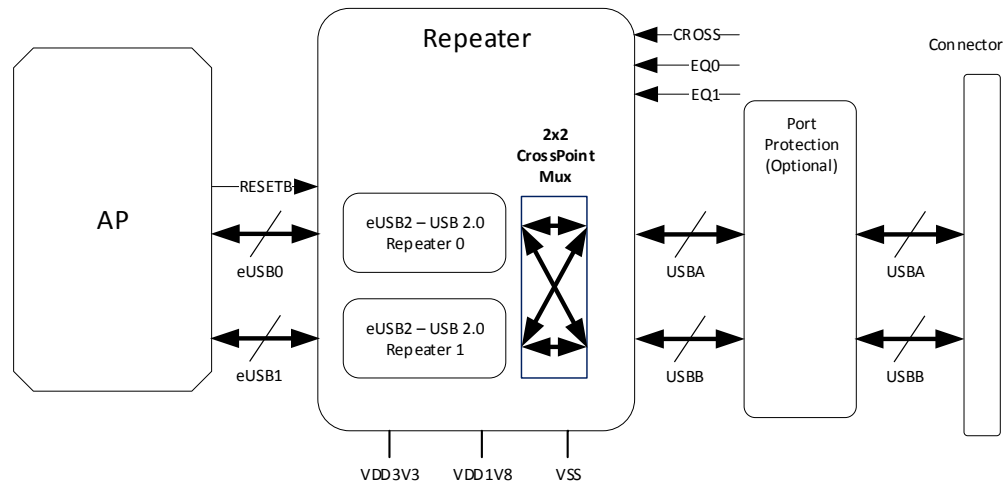 Repeater
CROSS
EQ0
EQ1
Connector
Port
Protection
(Optional)
2x2
CrossPoint
Mux
AP
RESETB
eUSB2 – USB 2.0
Repeater 0
eUSB0
USBA
USBA
eUSB2 – USB 2.0
Repeater 1
eUSB1
USBB
USBB
VDD3V3
VDD1V8
VSS